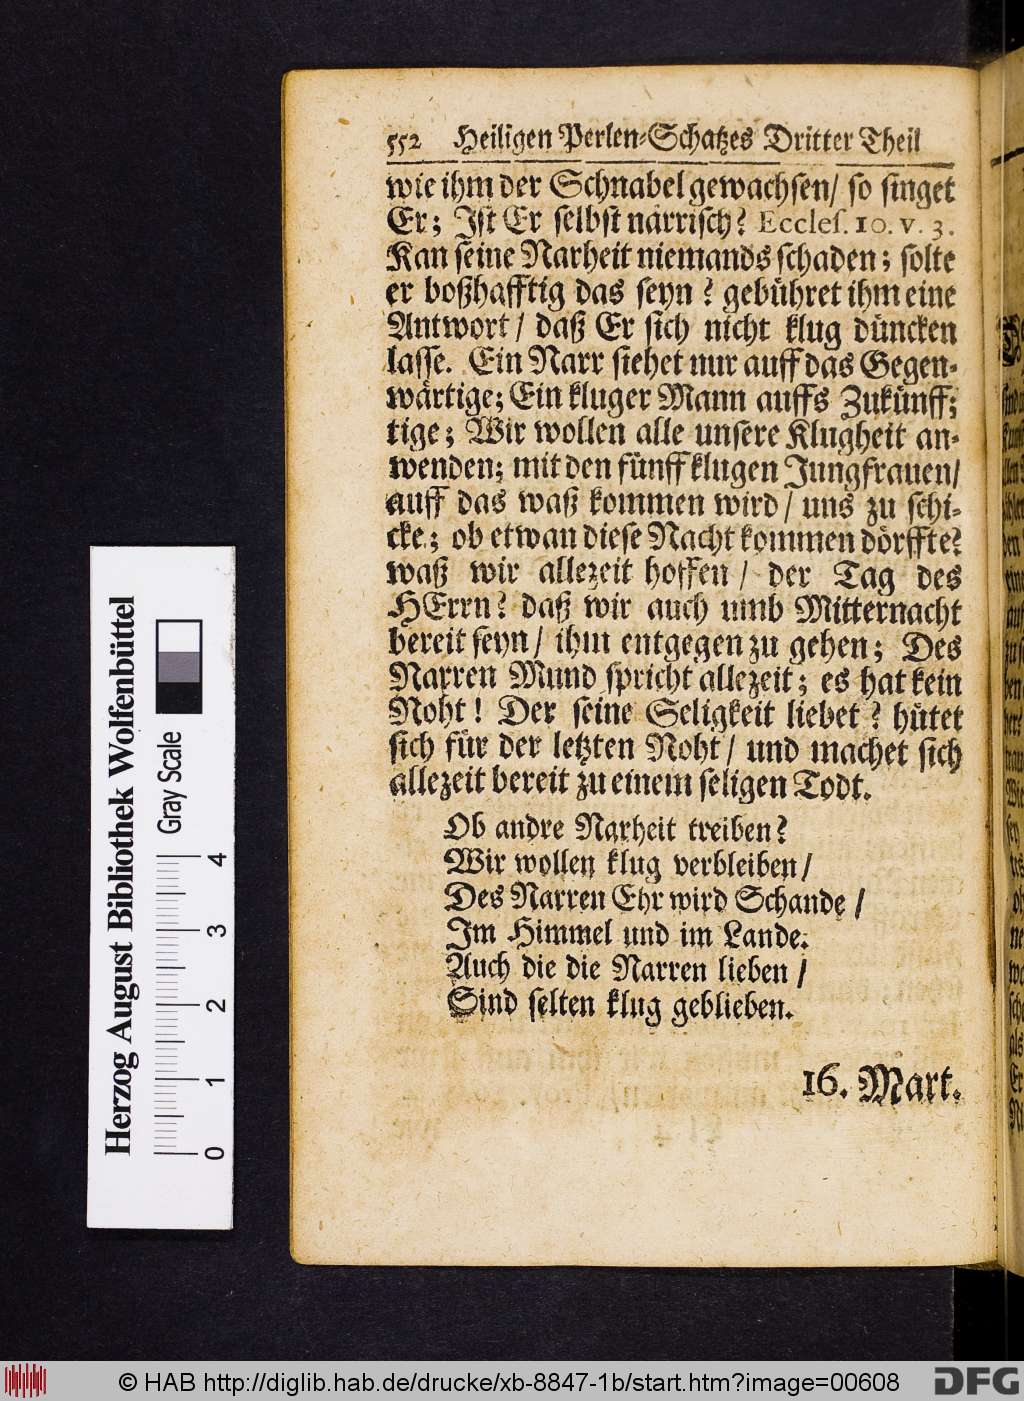 552 Heiligen Perlen-Schatzes Dritter Theil
wie ihm der Schnabel gewachsen/ so singet
Er; Ist Er selbst närrisch? Eccles. 10. v. 3.
Kan seine Narheit niemands schaden; solte
er boßhafftig das seyn? gebühret ihm eine
Antwort/ daß Er sich nicht klug düncken
lasse. Ein Narr siehet nur auff das Gegen-
wärtige; Ein kluger Mann auffs Zukünff;
tige; Wir wollen alle unsere Klugheit an-
wenden; mit den fünff klugen Jungfrauen/
auff das waß kommen wird/ uns zu schi-
cke; ob etwan diese Nacht kommen dörffte?
waß wir allezeit hoffen/ der Tag des
HErrn? daß wir auch umb Mitternacht
bereit seyn/ ihm entgegen zu gehen; Des
Narren Mund spricht allezeit; es hat kein
Noht! Der seine Seligkeit liebet? hütet
sich für der letzten Noht/ und machet sich
allezeit bereit zu einem seligen Todt.
Ob andre Narheit treiben?
Wir wollen klug verbleiben/
Des Narren Ehr wird Schande/
Im Himmel und im Lande.
Auch die die Narren lieben/
Sind selten klug geblieben.
16. Mart.
Herzog August Bibliothek Wolfenbüttel
Gray Scale
0 1 2 3 4
© HAB http://diglib.hab.de/drucke/xb-8847-1b/start.htm?image=00608
DFG